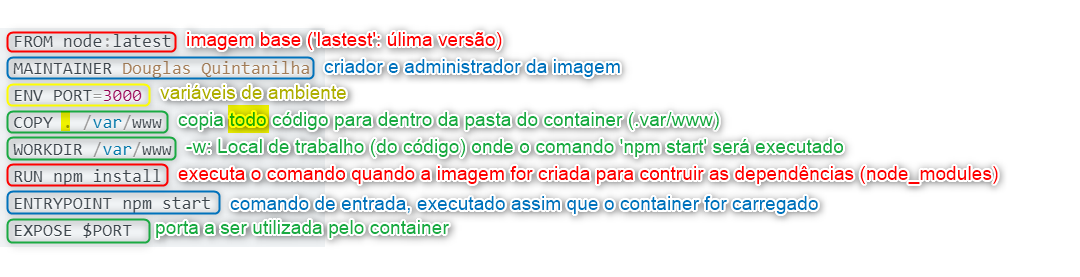 FROM node:latest imagem base ('lastest': úlima versão)
MAINTAINER Douglas Quintanilha criador e administrador da imagem
ENV PORT=3000 variáveis de ambiente
COPY . /var/www copia todo código para dentro da pasta do container (.var/www)
WORKDIR /var/www -w: Local de trabalho (do código) onde o comando 'npm start' será executado
RUN npm install executa o comando quando a imagem for criada para contruir as dependências (node_modules)
ENTRYPOINT npm start comando de entrada, executado assim que o container for carregado
EXPOSE $PORT porta a ser utilizada pelo container